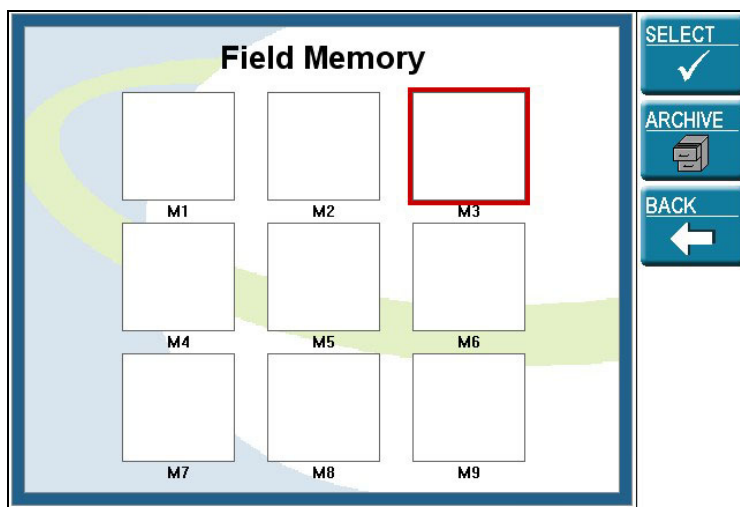 Field Memory
M1 M2 M3
M4 M5 M6
M7 M8 M9
SELECT
ARCHIVE
BACK